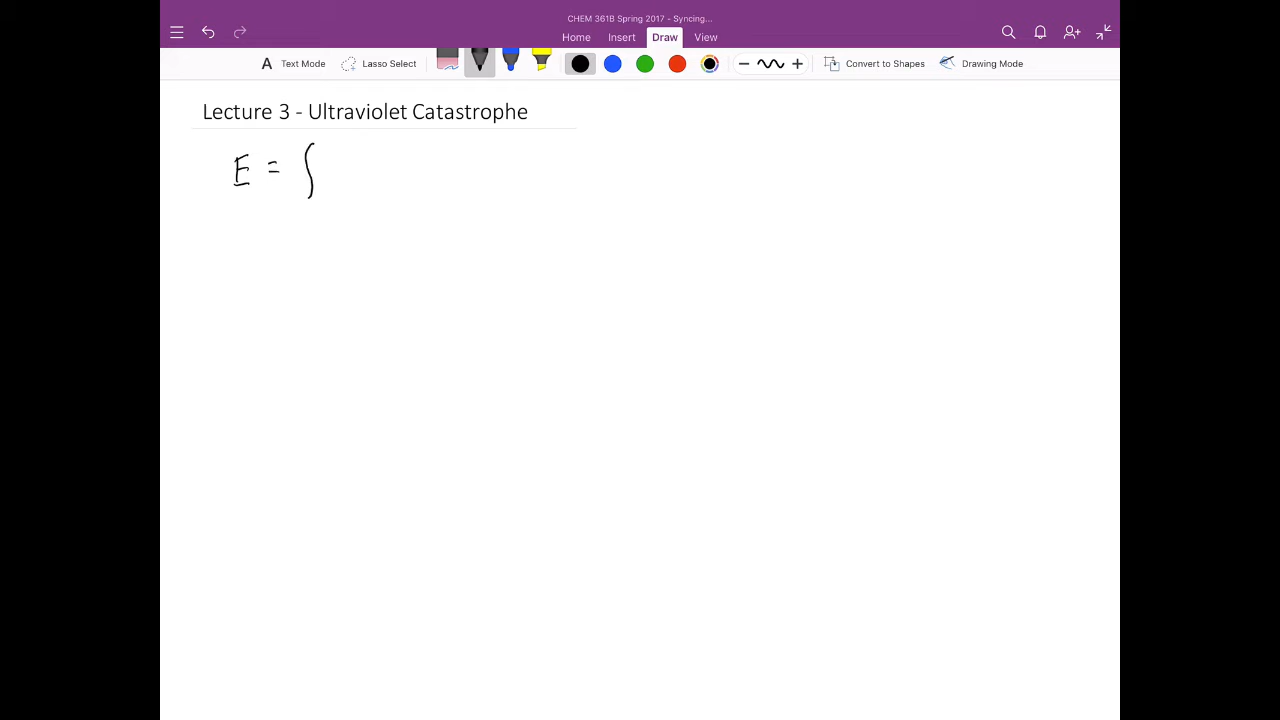 CHEM 361B Spring 2017 - Syncing...
Home Insert Draw View
A Text Mode Lasso Select Convert to Shapes Drawing Mode
Lecture 3 - Ultraviolet Catastrophe
E = ∫